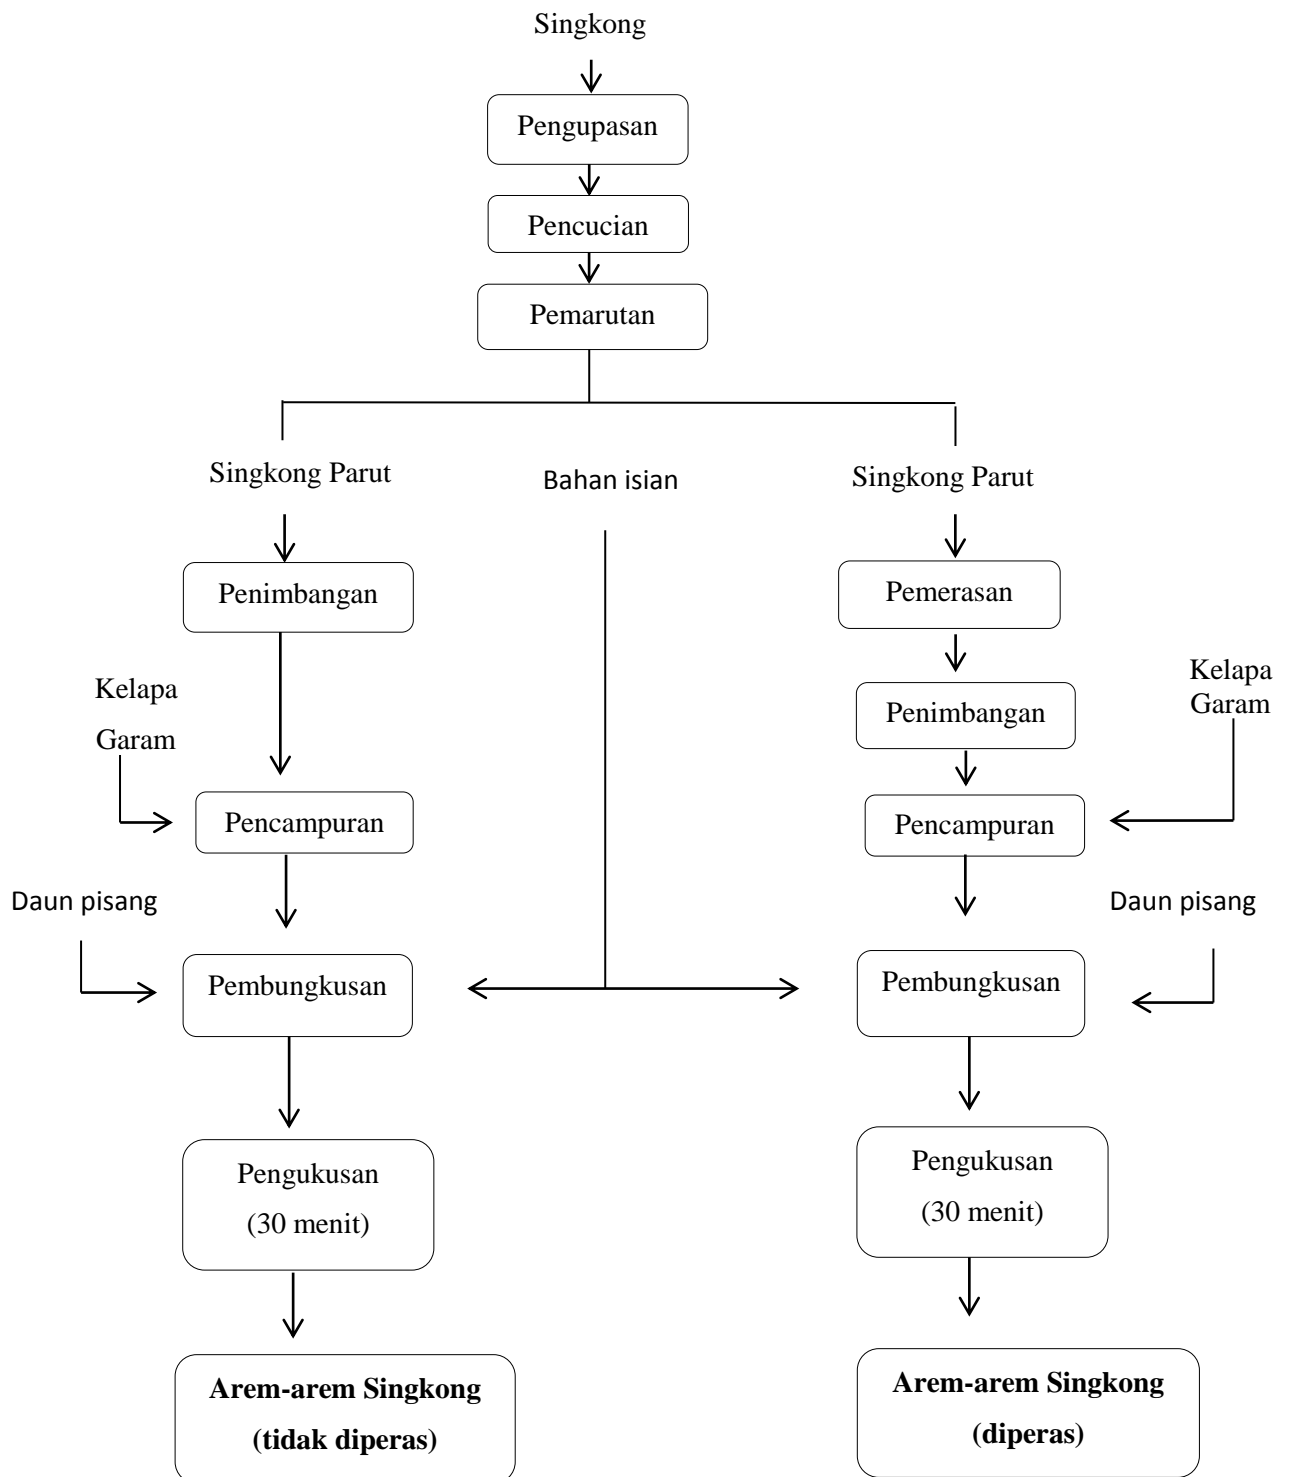 Singkong
Pengupasan
Pencucian
Pemarutan
Singkong Parut
Bahan isian
Singkong Parut
Penimbangan
Pemerasan
Kelapa
Garam
Penimbangan
Kelapa
Garam
Pencampuran
Pencampuran
Daun pisang
Daun pisang
Pembungkusan
Pembungkusan
Pengukusan
(30 menit)
Pengukusan
(30 menit)
Arem-arem Singkong
(tidak diperas)
Arem-arem Singkong
(diperas)